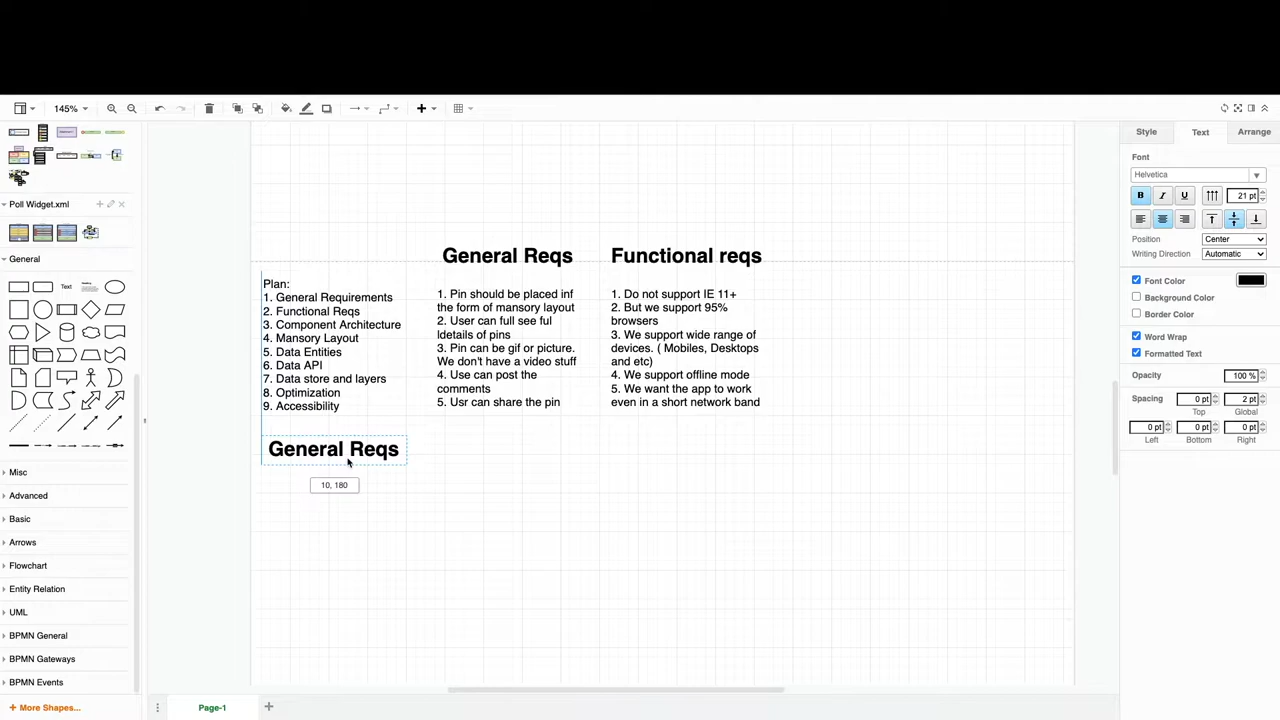 145%
Style
Text
Arrange
Font
Helvetica
B
I
U
21 pt
Position
Center
Writing Direction
Automatic
Font Color
Background Color
Border Color
Word Wrap
Formatted Text
Opacity
100 %
Spacing
0 pt
2 pt
Top
Global
0 pt
0 pt
0 pt
Left
Bottom
Right
Poll Widget.xml
General
Text
Misc
Advanced
Basic
Arrows
Flowchart
Entity Relation
UML
BPMN General
BPMN Gateways
BPMN Events
More Shapes...
Plan:
1. General Requirements
2. Functional Reqs
3. Component Architecture
4. Mansory Layout
5. Data Entities
6. Data API
7. Data store and layers
8. Optimization
9. Accessibility
General Reqs
10, 180
General Reqs
1. Pin should be placed inf
the form of mansory layout
2. User can full see ful
ldetails of pins
3. Pin can be gif or picture.
We don't have a video stuff
4. Use can post the
comments
5. Usr can share the pin
Functional reqs
1. Do not support IE 11+
2. But we support 95%
browsers
3. We support wide range of
devices. ( Mobiles, Desktops
and etc)
4. We support offline mode
5. We want the app to work
even in a short network band
Page-1